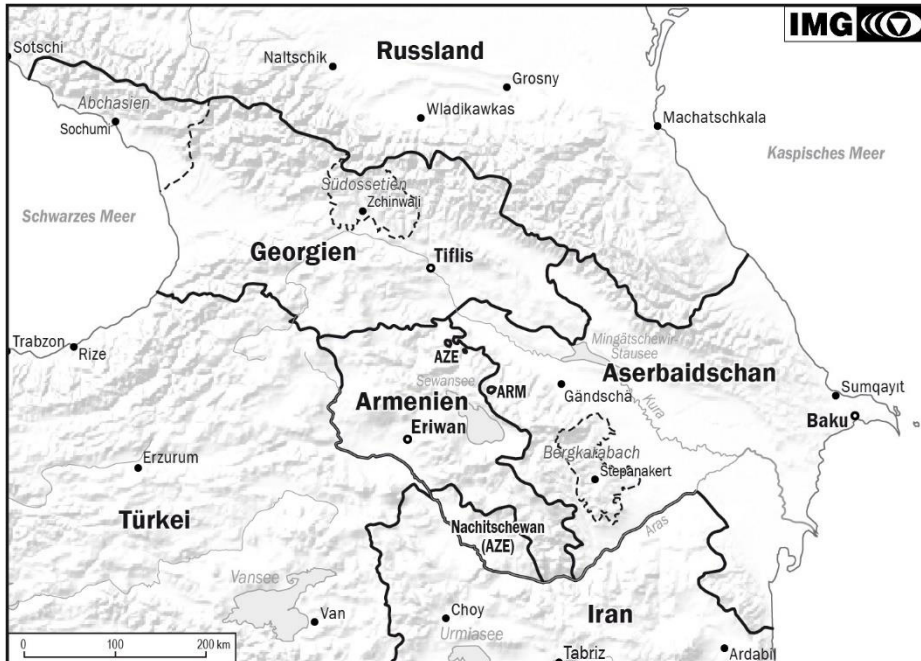 IMG
Sotschi
Naltschik
Russland
Grosny
Abchasien
Wladikawkas
Sochumi
Machatschkala
Kaspisches Meer
Südossetien
Zchinwali
Schwarzes Meer
Georgien
Tiflis
Trabzon
Rize
AZE
Mingätschewir-
Stausee
Aserbaidschan
Sewansee
ARM
Armenien
Gändschä
Kura
Sumqayıt
Baku
Eriwan
Bergkarabach
Erzurum
Stepanakert
Türkei
Nachitschewan
(AZE)
Aras
Vansee
Van
Choy
Iran
Urmiasee
0 100 200 km
Täbriz
Ardabil